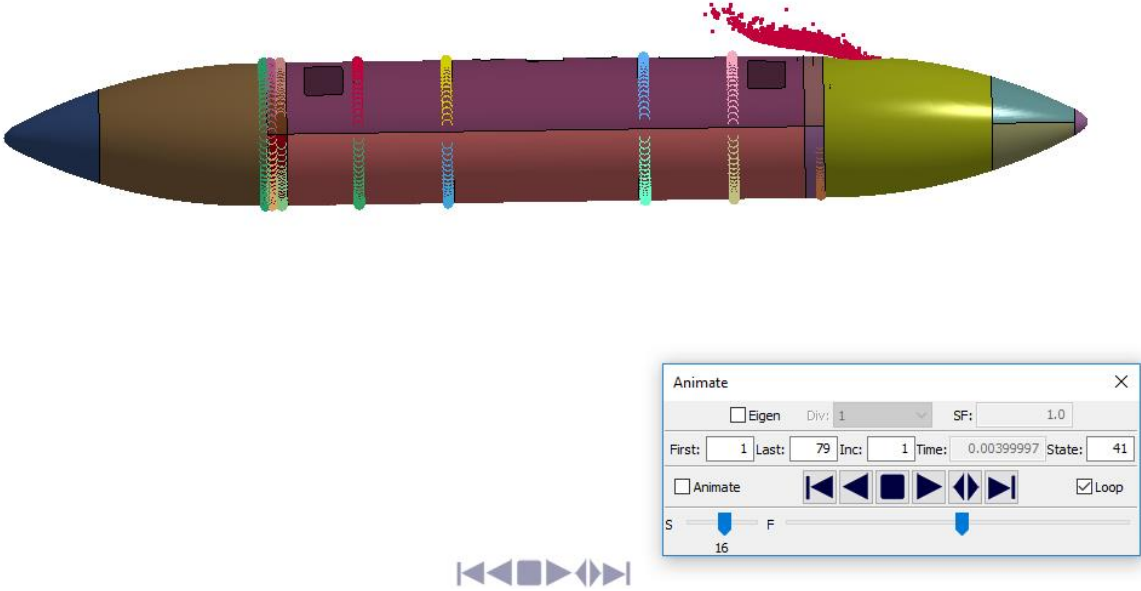 Animate
Eigen Div: 1 SF: 1.0
First: 1 Last: 79 Inc: 1 Time: 0.00399997 State: 41
Animate Loop
S F
16